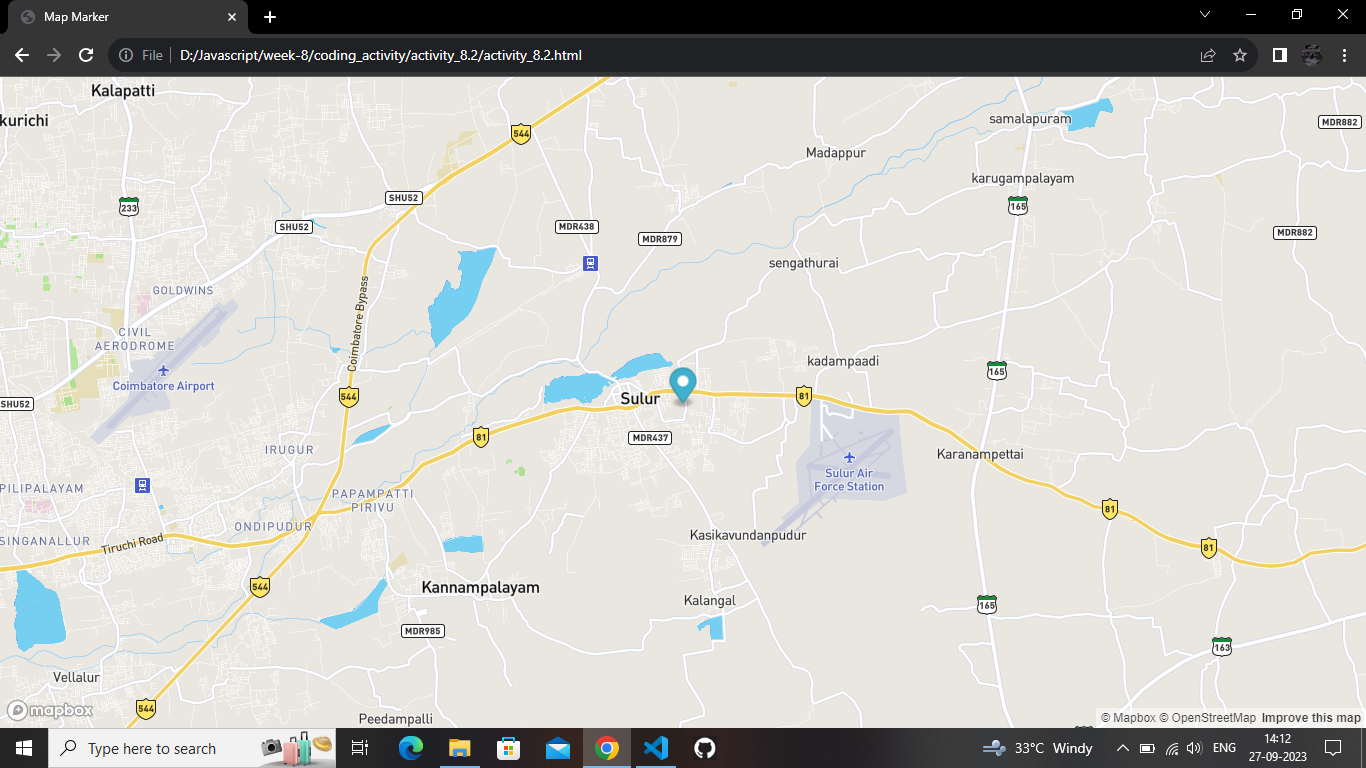 Map Marker
File
D:/Javascript/week-8/coding_activity/activity_8.2/activity_8.2.html
Kalapatti
kurichi
544
samalapuram
MDR882
Madappur
karugampalayam
233
SHU52
165
SHU52
MDR438
MDR879
MDR882
sengathurai
GOLDWINS
Coimbatore Bypass
CIVIL
AERODROME
Coimbatore Airport
kadampaadi
165
SHU52
544
Sulur
81
81
MDR437
IRUGUR
Karanampettai
Sulur Air
Force Station
PILIPALAYAM
PAPAMPATTI
PIRIVU
81
ONDIPUDUR
SINGANALLUR
Tiruchi Road
Kasikavundanpudur
81
544
Kannampalayam
Kalangal
165
MDR985
163
Vellalur
544
Peedampalli
mapbox
© Mapbox © OpenStreetMap Improve this map
Type here to search
33°C Windy
ENG
14:12
27-09-2023